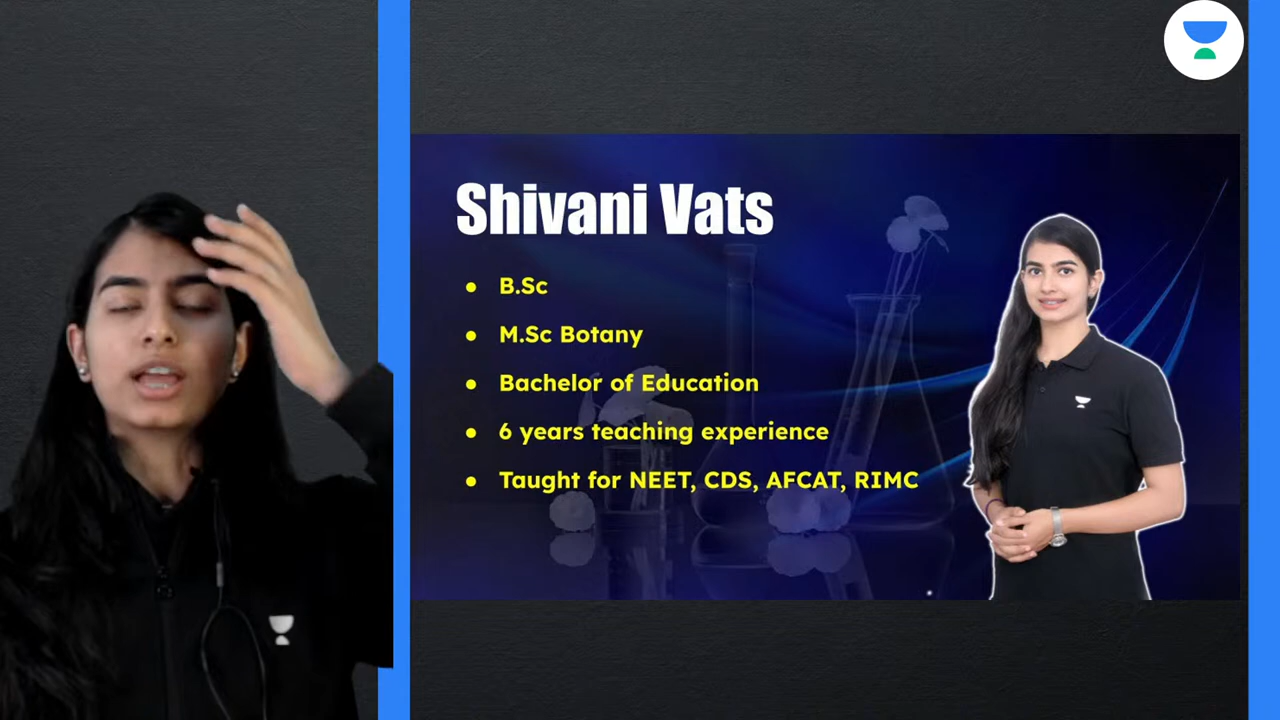 Shivani Vats
● B.Sc
● M.Sc Botany
● Bachelor of Education
● 6 years teaching experience
● Taught for NEET, CDS, AFCAT, RIMC